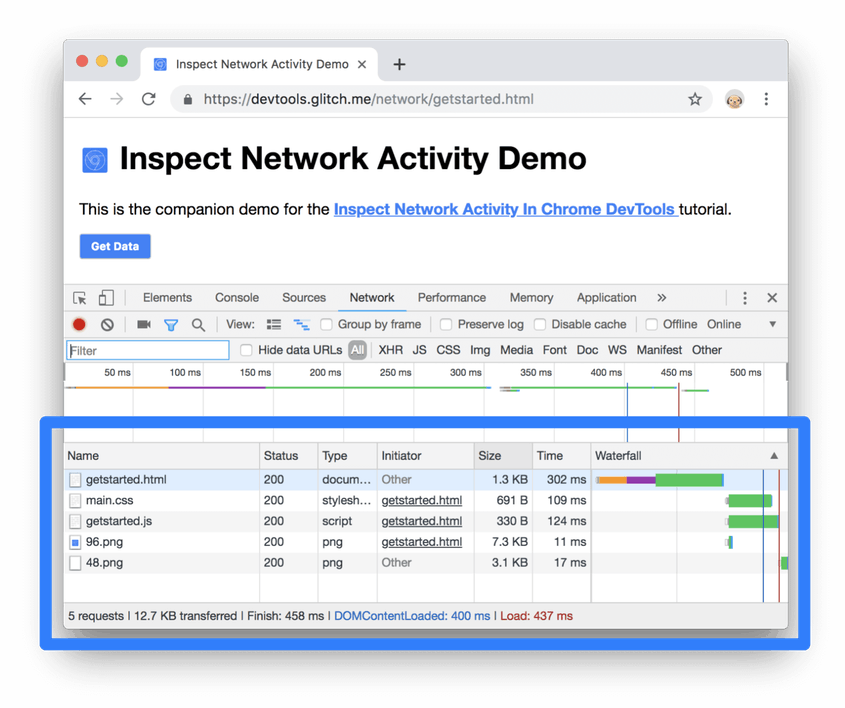 Inspect Network Activity Demo
https://devtools.glitch.me/network/getstarted.html
Inspect Network Activity Demo
This is the companion demo for the Inspect Network Activity In Chrome DevTools tutorial.
Get Data
Elements Console Sources Network Performance Memory Application »
View: Group by frame Preserve log Disable cache Offline Online
Filter Hide data URLs All XHR JS CSS Img Media Font Doc WS Manifest Other
50 ms 100 ms 150 ms 200 ms 250 ms 300 ms 350 ms 400 ms 450 ms 500 ms
Name Status Type Initiator Size Time Waterfall
getstarted.html 200 docum... Other 1.3 KB 302 ms
main.css 200 stylesh... getstarted.html 691 B 109 ms
getstarted.js 200 script getstarted.html 330 B 124 ms
96.png 200 png getstarted.html 7.3 KB 11 ms
48.png 200 png Other 3.1 KB 17 ms
5 requests | 12.7 KB transferred | Finish: 458 ms | DOMContentLoaded: 400 ms | Load: 437 ms